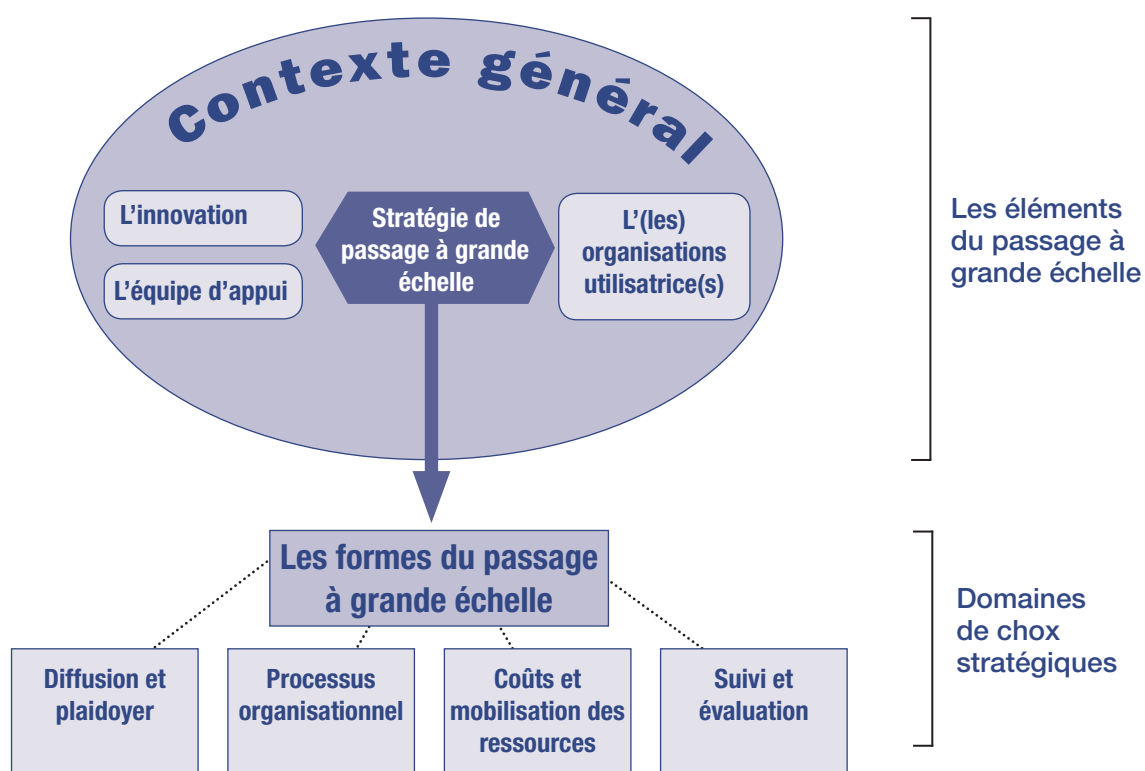 Contexte général
L'innovation
L'équipe d'appui
Stratégie de
passage à grande
échelle
L'(les)
organisations
utilisatrice(s)
Les éléments
du passage à
grande échelle
Les formes du passage
à grande échelle
Diffusion et
plaidoyer
Processus
organisationnel
Coûts et
mobilisation des
ressources
Suivi et
évaluation
Domaines
de chox
stratégiques